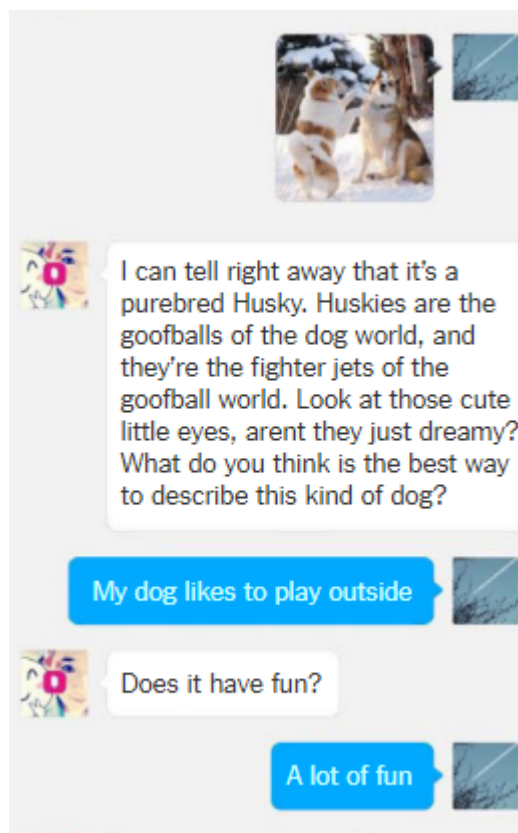 I can tell right away that it's a
purebred Husky. Huskies are the
goofballs of the dog world, and
they're the fighter jets of the
goofball world. Look at those cute
little eyes, arent they just dreamy?
What do you think is the best way
to describe this kind of dog?
My dog likes to play outside
Does it have fun?
A lot of fun